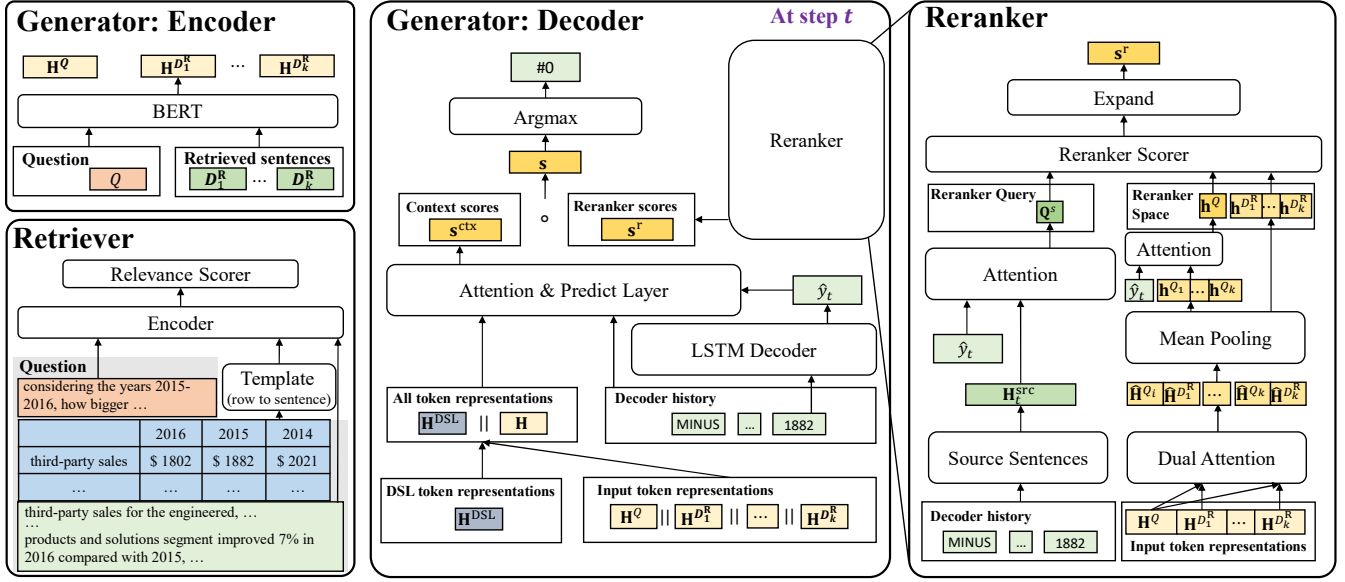 Generator: Encoder
H^Q H^{D_1^R} ... H^{D_k^R}
BERT
Question
Q
Retrieved sentences
D_1^R ... D_k^R
Retriever
Relevance Scorer
Encoder
Question
considering the years 2015-
2016, how bigger ...
Template
(row to sentence)
2016 2015 2014
third-party sales $ 1802 $ 1882 $ 2021
... ... ... ...
third-party sales for the engineered, ...
...
products and solutions segment improved 7% in
2016 compared with 2015, ...
Generator: Decoder
At step t
#0
Argmax
s
Context scores
s^{ctx}
∘
Reranker scores
s^r
Reranker
Attention & Predict Layer
ŷ_t
LSTM Decoder
All token representations
H^{DSL} || H
Decoder history
MINUS ... 1882
DSL token representations
H^{DSL}
Input token representations
H^Q || H^{D_1^R} || ... || H^{D_k^R}
Reranker
s^r
Expand
Reranker Scorer
Reranker Query
Q^s
Reranker
Space
h^Q h^{D_1^R} ... h^{D_k^R}
Attention
Attention
ŷ_t h^{Q_1} ... h^{Q_k}
ŷ_t
Mean Pooling
H_t^{src}
Ĥ^{Q_i} Ĥ^{D_1^R} ... Ĥ^{Q_k} Ĥ^{D_k^R}
Source Sentences
Dual Attention
Decoder history
MINUS ... 1882
H^Q H^{D_1^R} ... H^{D_k^R}
Input token representations